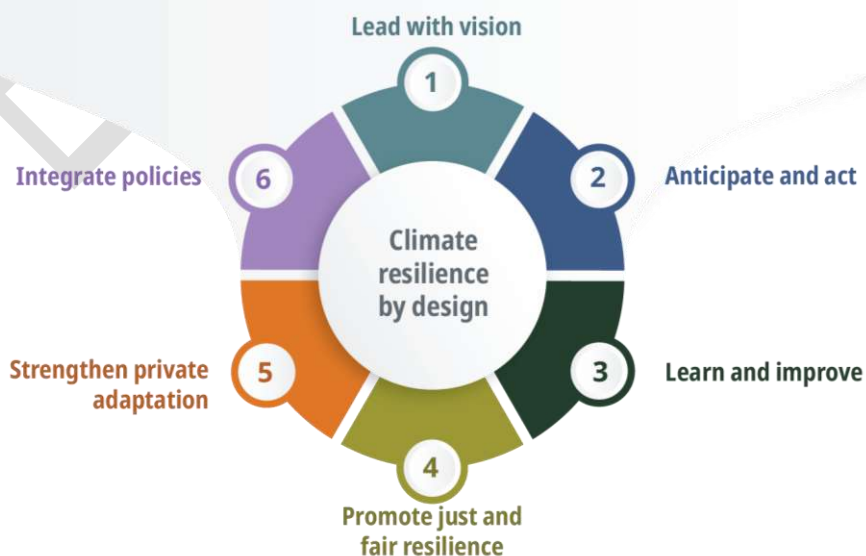 Lead with vision
1
6
2
Integrate policies
Anticipate and act
Climate
resilience
by design
Strengthen private
adaptation
5
3
Learn and improve
4
Promote just and
fair resilience